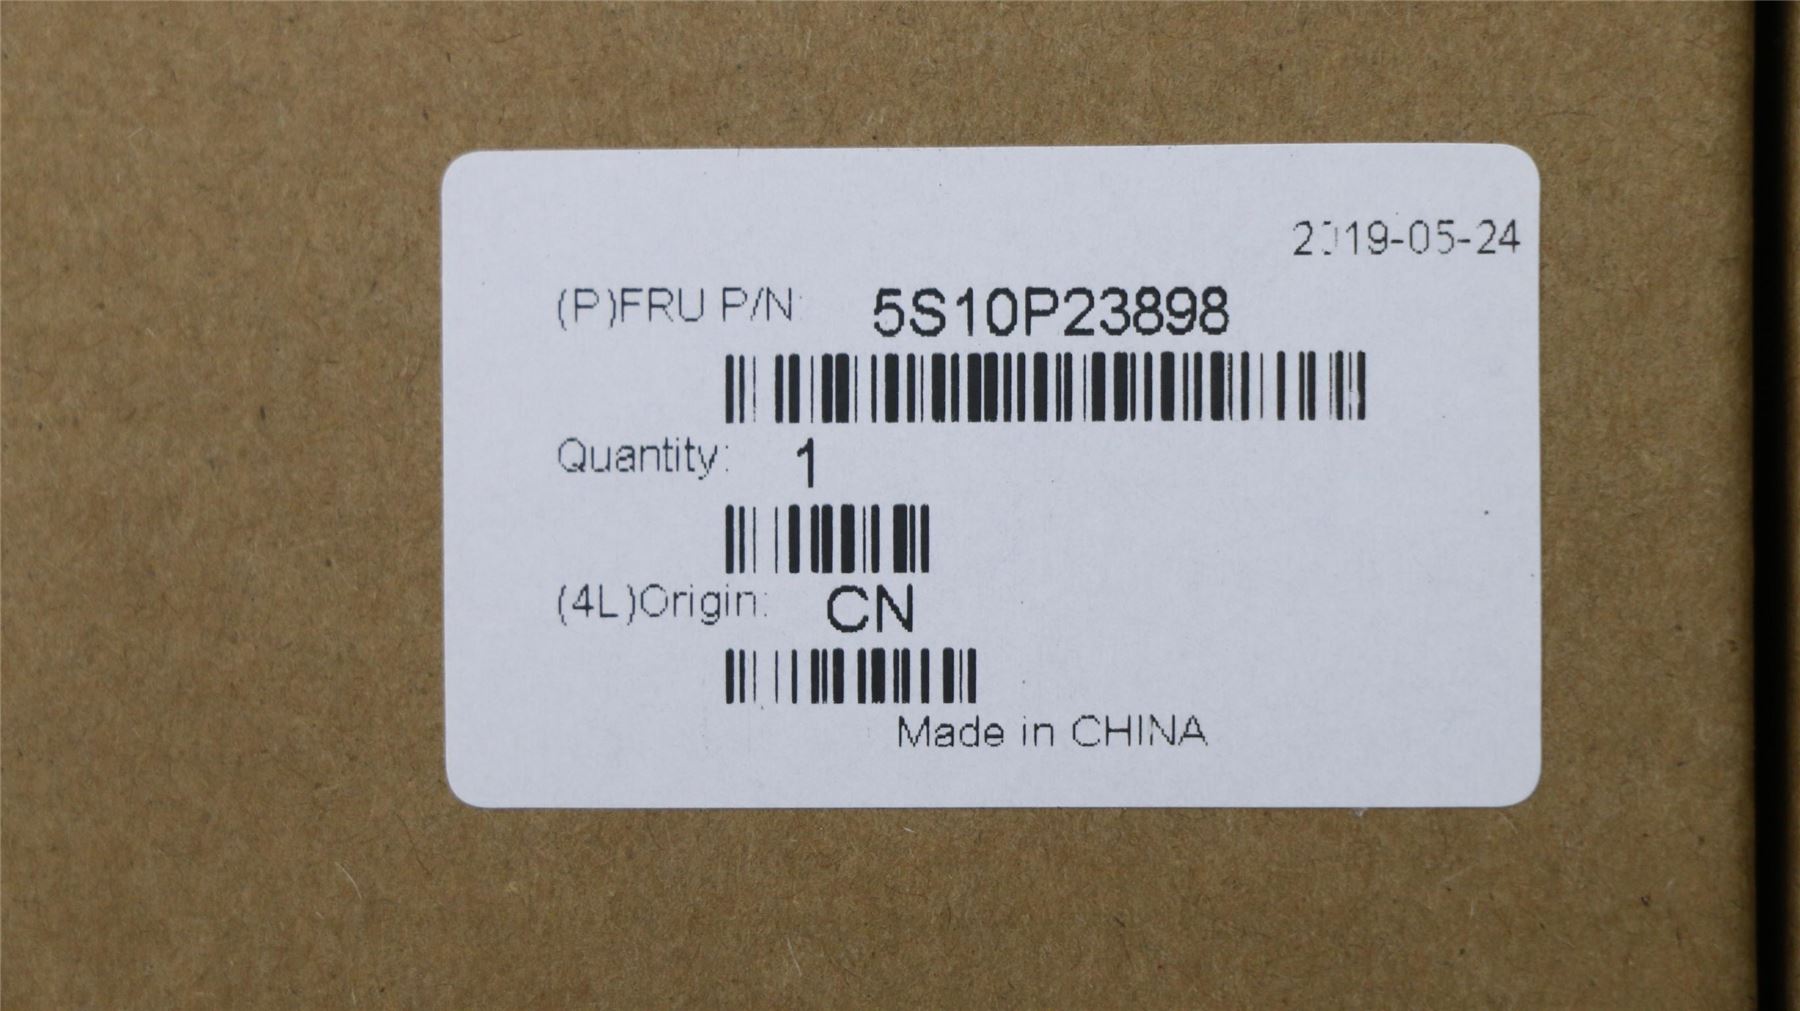 2019-05-24
(P)FRU P/N: 5S10P23898
Quantity: 1
(4L)Origin: CN
Made in CHINA